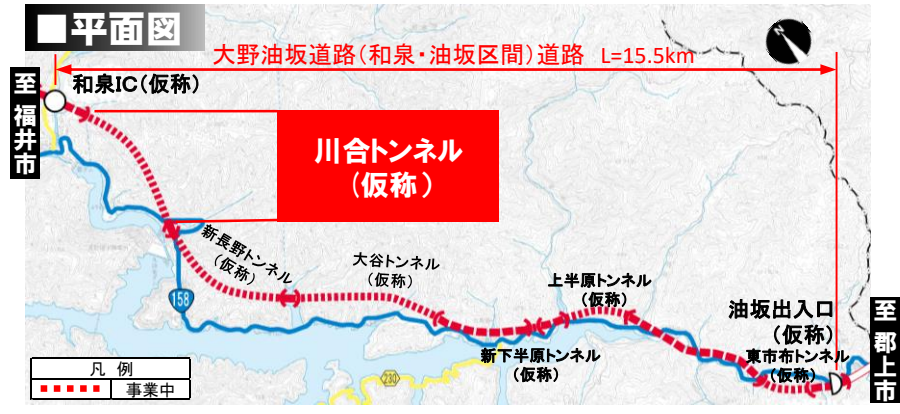 ■平面図
大野油坂道路(和泉・油坂区間)道路 L=15.5km
至 福井市
和泉IC(仮称)
川合トンネル
(仮称)
新長野トンネル
(仮称)
大谷トンネル
(仮称)
158
上半原トンネル
(仮称)
油坂出入口
(仮称)
至 郡上市
新下半原トンネル
(仮称)
東市布トンネル
(仮称)
230
凡 例
事業中